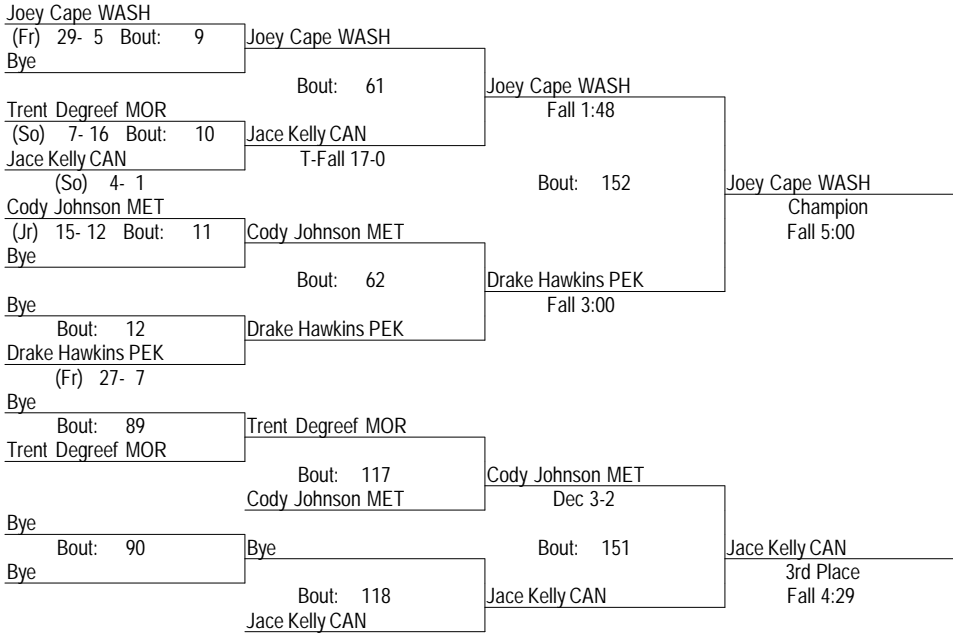 Joey Cape WASH
(Fr) 29- 5 Bout: 9
Joey Cape WASH
Bye
Bout: 61
Joey Cape WASH
Trent Degreef MOR
Fall 1:48
(So) 7- 16 Bout: 10
Jace Kelly CAN
Jace Kelly CAN
T-Fall 17-0
(So) 4- 1
Bout: 152
Joey Cape WASH
Cody Johnson MET
Champion
(Jr) 15- 12 Bout: 11
Cody Johnson MET
Fall 5:00
Bye
Bout: 62
Drake Hawkins PEK
Bye
Fall 3:00
Bout: 12
Drake Hawkins PEK
Drake Hawkins PEK
(Fr) 27- 7
Bye
Bout: 89
Trent Degreef MOR
Trent Degreef MOR
Bout: 117
Cody Johnson MET
Cody Johnson MET
Dec 3-2
Bye
Bout: 90
Bye
Bout: 151
Jace Kelly CAN
Bye
3rd Place
Bout: 118
Jace Kelly CAN
Fall 4:29
Jace Kelly CAN